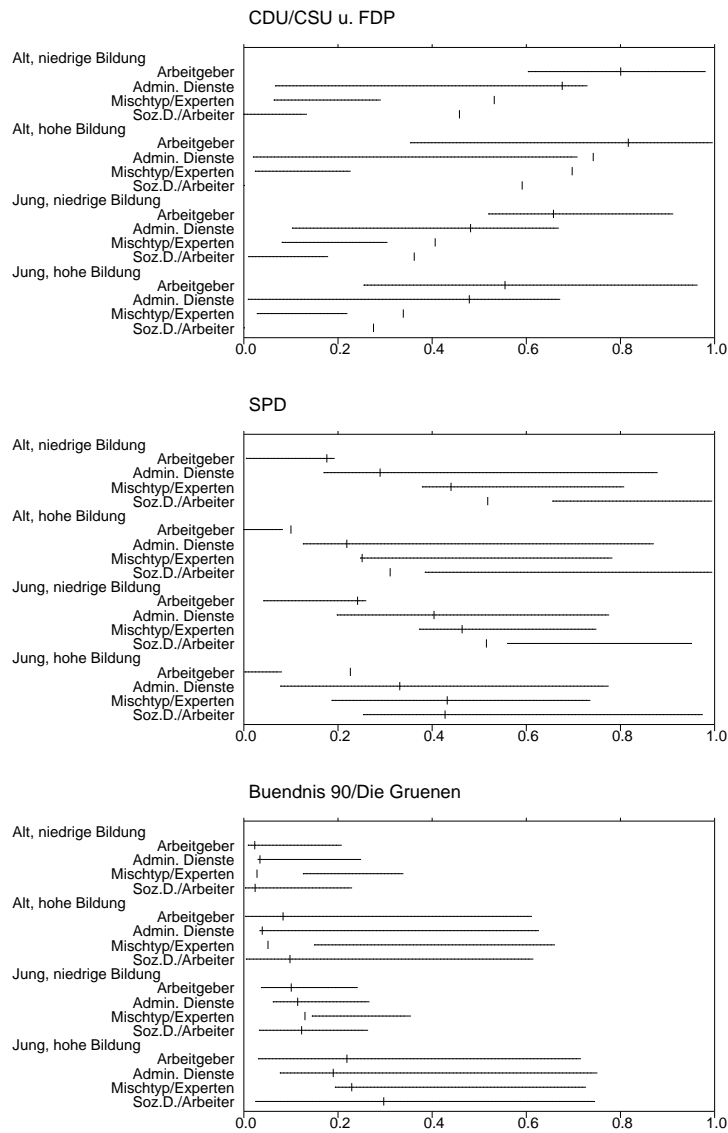 CDU/CSU u. FDP
Alt, niedrige Bildung
Arbeitgeber
Admin. Dienste
Mischtyp/Experten
Soz.D./Arbeiter
Alt, hohe Bildung
Arbeitgeber
Admin. Dienste
Mischtyp/Experten
Soz.D./Arbeiter
Jung, niedrige Bildung
Arbeitgeber
Admin. Dienste
Mischtyp/Experten
Soz.D./Arbeiter
Jung, hohe Bildung
Arbeitgeber
Admin. Dienste
Mischtyp/Experten
Soz.D./Arbeiter
0.0 0.2 0.4 0.6 0.8 1.0
SPD
Alt, niedrige Bildung
Arbeitgeber
Admin. Dienste
Mischtyp/Experten
Soz.D./Arbeiter
Alt, hohe Bildung
Arbeitgeber
Admin. Dienste
Mischtyp/Experten
Soz.D./Arbeiter
Jung, niedrige Bildung
Arbeitgeber
Admin. Dienste
Mischtyp/Experten
Soz.D./Arbeiter
Jung, hohe Bildung
Arbeitgeber
Admin. Dienste
Mischtyp/Experten
Soz.D./Arbeiter
0.0 0.2 0.4 0.6 0.8 1.0
Buendnis 90/Die Gruenen
Alt, niedrige Bildung
Arbeitgeber
Admin. Dienste
Mischtyp/Experten
Soz.D./Arbeiter
Alt, hohe Bildung
Arbeitgeber
Admin. Dienste
Mischtyp/Experten
Soz.D./Arbeiter
Jung, niedrige Bildung
Arbeitgeber
Admin. Dienste
Mischtyp/Experten
Soz.D./Arbeiter
Jung, hohe Bildung
Arbeitgeber
Admin. Dienste
Mischtyp/Experten
Soz.D./Arbeiter
0.0 0.2 0.4 0.6 0.8 1.0